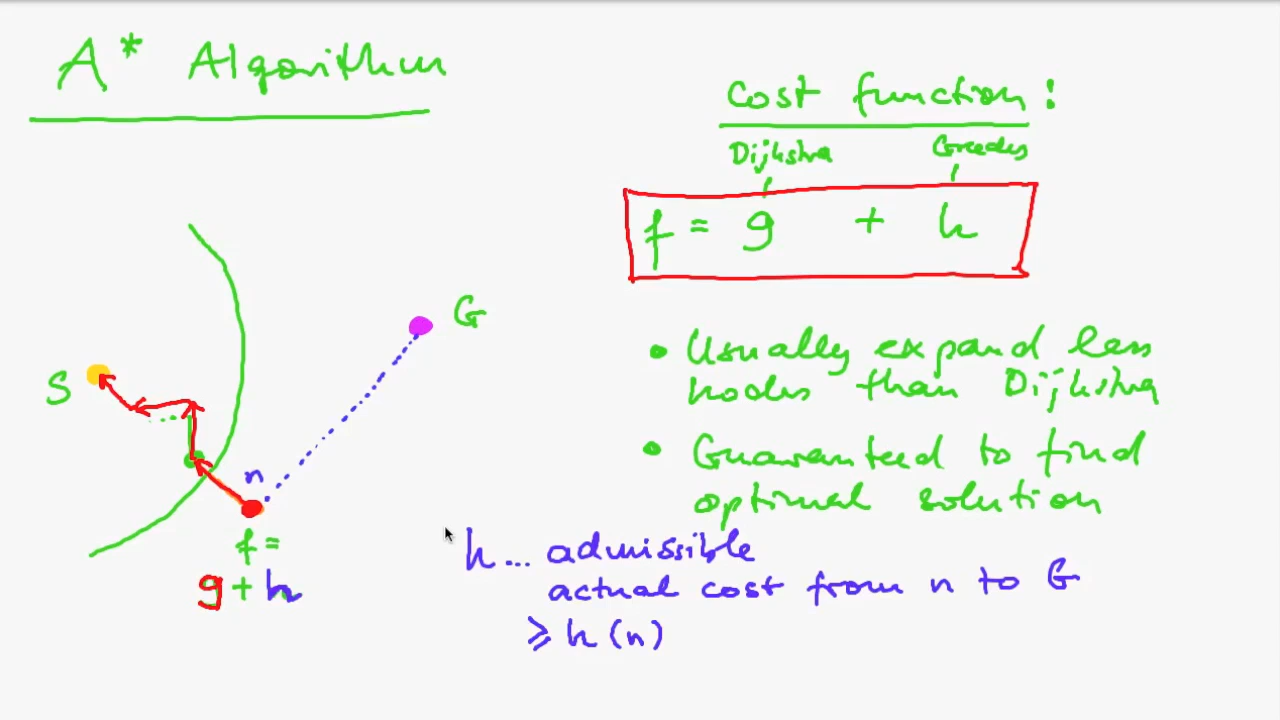 A* Algorithm
Cost function:
Dijkstra Greedy
f = g + h
G
S
n
f =
g + h
• Usually expand less
nodes than Dijkstra
• Guaranteed to find
optimal solution
h ... admissible
actual cost from n to G
≥ h(n)